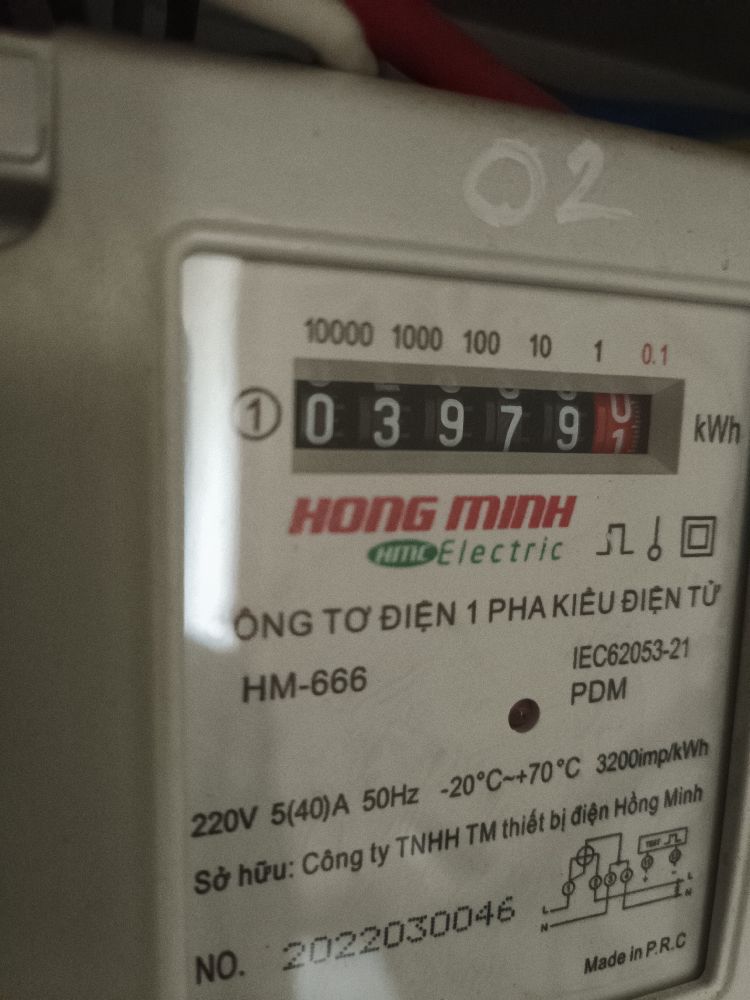 02
10000 1000 100 10 1 0.1
1 0 3 9 7 9 kWh
HONG MINH
HMC Electric
ÔNG TƠ ĐIỆN 1 PHA KIỂU ĐIỆN TỬ
HM-666
IEC62053-21
PDM
220V 5(40)A 50Hz -20°C~+70°C 3200imp/kWh
Sở hữu: Công ty TNHH TM thiết bị điện Hồng Minh
NO. 2022030046
L N L N
Made in P.R.C